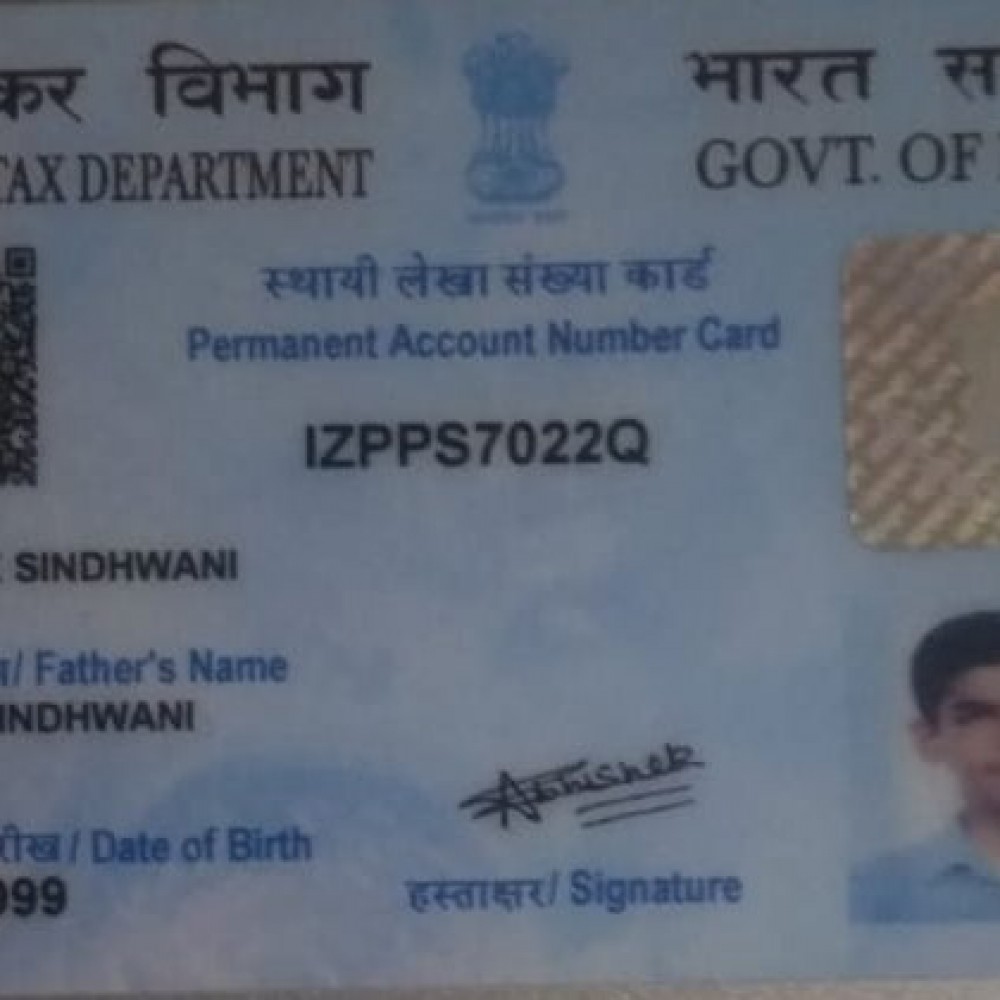 कर विभाग भारत स
TAX DEPARTMENT GOVT. OF
स्थायी लेखा संख्या कार्ड
Permanent Account Number Card
IZPPS7022Q
SINDHWANI
/ Father's Name
INDHWANI
Abhishek
रीख / Date of Birth
999
हस्ताक्षर/ Signature